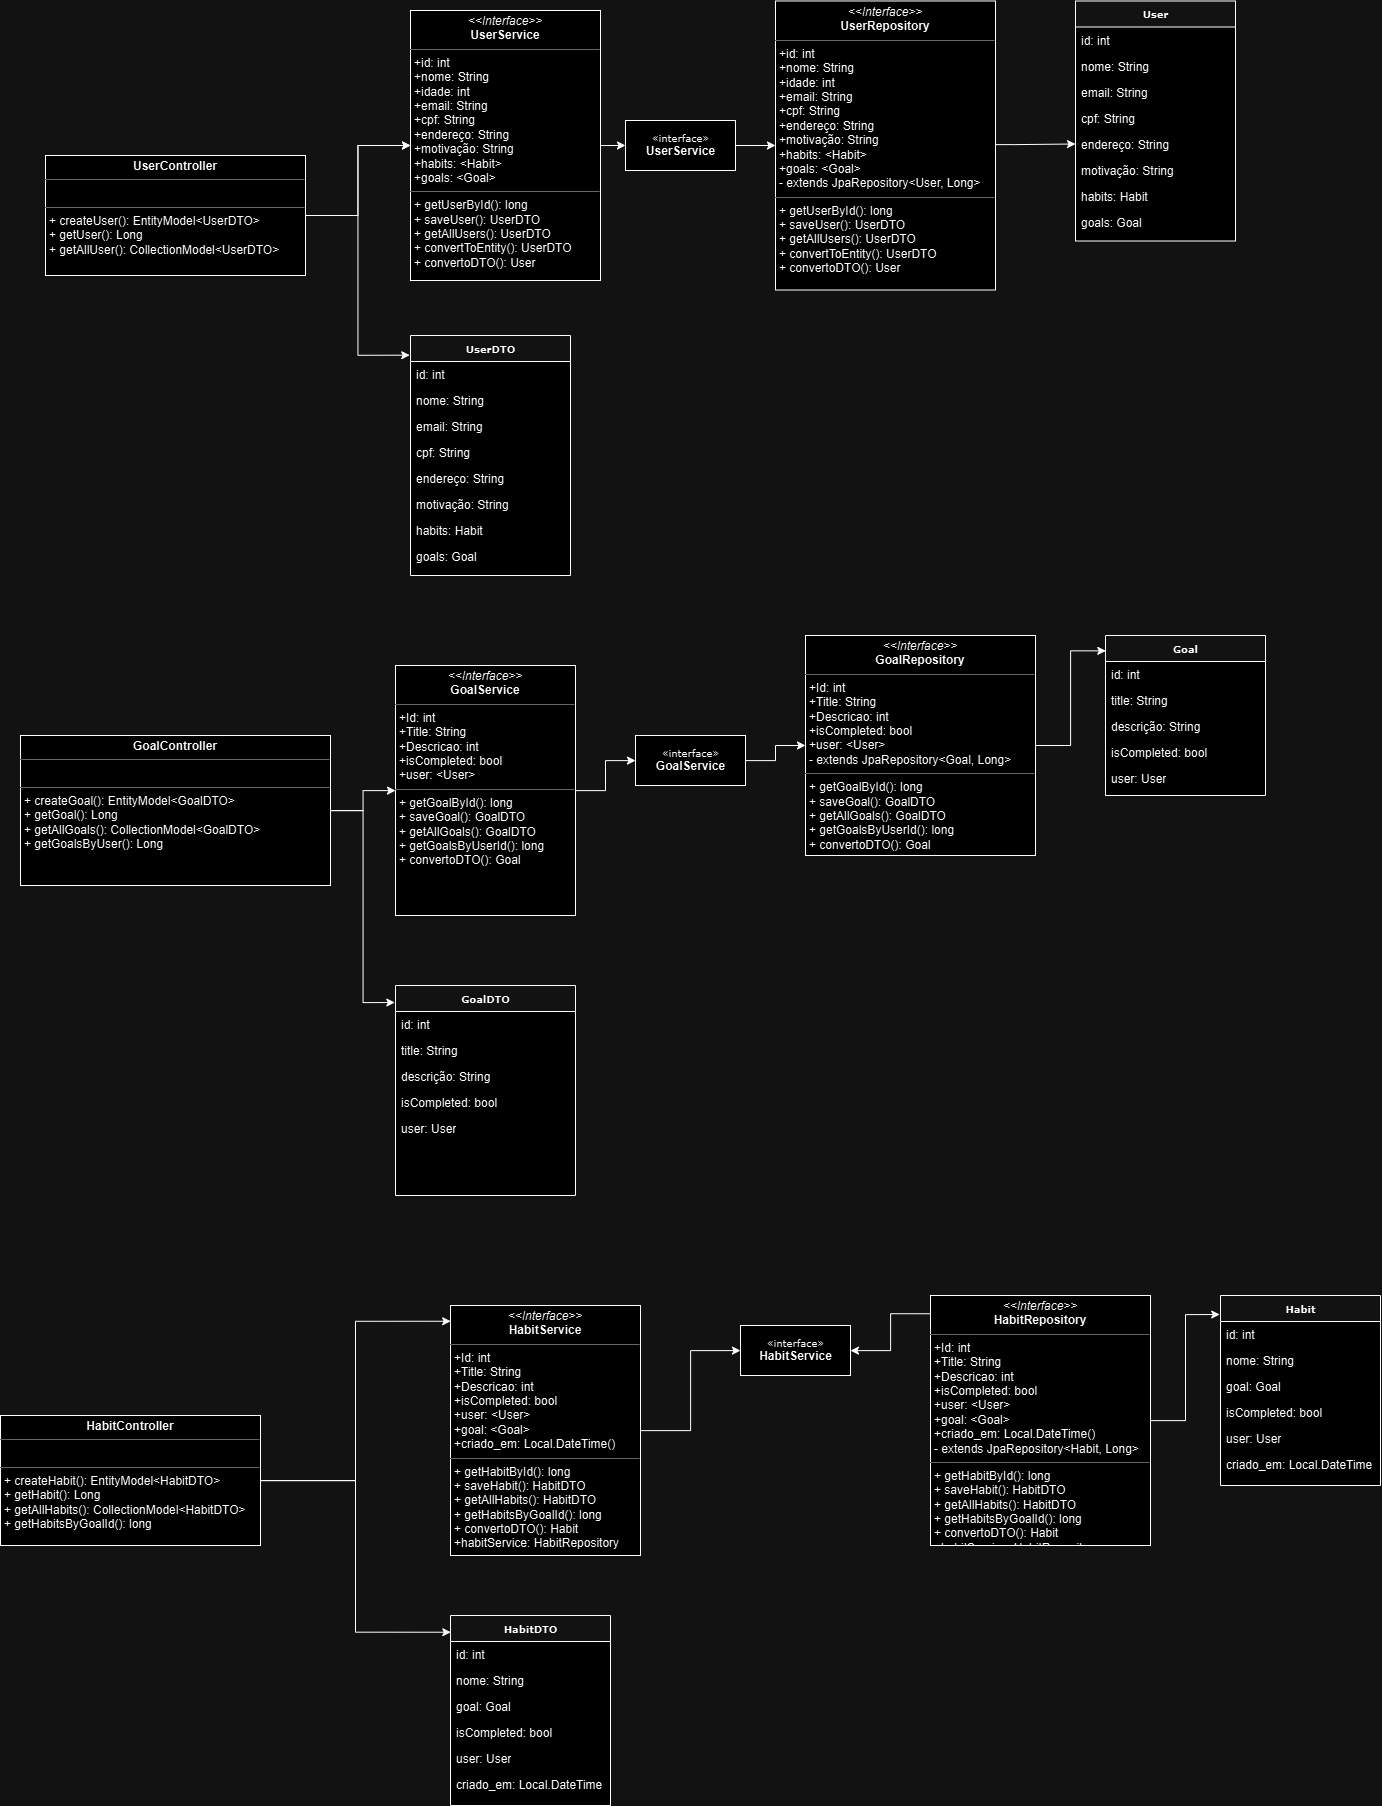 <<Interface>>
UserService
+id: int
+nome: String
+idade: int
+email: String
+cpf: String
+endereço: String
+motivação: String
+habits: <Habit>
+goals: <Goal>
+ getUserById(): long
+ saveUser(): UserDTO
+ getAllUsers(): UserDTO
+ convertToEntity(): UserDTO
+ convertoDTO(): User
<<Interface>>
UserRepository
+id: int
+nome: String
+idade: int
+email: String
+cpf: String
+endereço: String
+motivação: String
+habits: <Habit>
+goals: <Goal>
- extends JpaRepository<User, Long>
+ getUserById(): long
+ saveUser(): UserDTO
+ getAllUsers(): UserDTO
+ convertToEntity(): UserDTO
+ convertoDTO(): User
User
id: int
nome: String
email: String
cpf: String
endereço: String
motivação: String
habits: Habit
goals: Goal
«interface»
UserService
UserController
+ createUser(): EntityModel<UserDTO>
+ getUser(): Long
+ getAllUser(): CollectionModel<UserDTO>
UserDTO
id: int
nome: String
email: String
cpf: String
endereço: String
motivação: String
habits: Habit
goals: Goal
<<Interface>>
GoalService
+Id: int
+Title: String
+Descricao: int
+isCompleted: bool
+user: <User>
+ getGoalById(): long
+ saveGoal(): GoalDTO
+ getAllGoals(): GoalDTO
+ getGoalsByUserId(): long
+ convertoDTO(): Goal
<<Interface>>
GoalRepository
+Id: int
+Title: String
+Descricao: int
+isCompleted: bool
+user: <User>
- extends JpaRepository<Goal, Long>
+ getGoalById(): long
+ saveGoal(): GoalDTO
+ getAllGoals(): GoalDTO
+ getGoalsByUserId(): long
+ convertoDTO(): Goal
Goal
id: int
title: String
descrição: String
isCompleted: bool
user: User
«interface»
GoalService
GoalController
+ createGoal(): EntityModel<GoalDTO>
+ getGoal(): Long
+ getAllGoals(): CollectionModel<GoalDTO>
+ getGoalsByUser(): Long
GoalDTO
id: int
title: String
descrição: String
isCompleted: bool
user: User
<<Interface>>
HabitService
+Id: int
+Title: String
+Descricao: int
+isCompleted: bool
+user: <User>
+goal: <Goal>
+criado_em: Local.DateTime()
+ getHabitById(): long
+ saveHabit(): HabitDTO
+ getAllHabits(): HabitDTO
+ getHabitsByGoalId(): long
+ convertoDTO(): Habit
+habitService: HabitRepository
«interface»
HabitService
<<Interface>>
HabitRepository
+Id: int
+Title: String
+Descricao: int
+isCompleted: bool
+user: <User>
+goal: <Goal>
+criado_em: Local.DateTime()
- extends JpaRepository<Habit, Long>
+ getHabitById(): long
+ saveHabit(): HabitDTO
+ getAllHabits(): HabitDTO
+ getHabitsByGoalId(): long
+ convertoDTO(): Habit
Habit
id: int
nome: String
goal: Goal
isCompleted: bool
user: User
criado_em: Local.DateTime
HabitController
+ createHabit(): EntityModel<HabitDTO>
+ getHabit(): Long
+ getAllHabits(): CollectionModel<HabitDTO>
+ getHabitsByGoalId(): long
HabitDTO
id: int
nome: String
goal: Goal
isCompleted: bool
user: User
criado_em: Local.DateTime